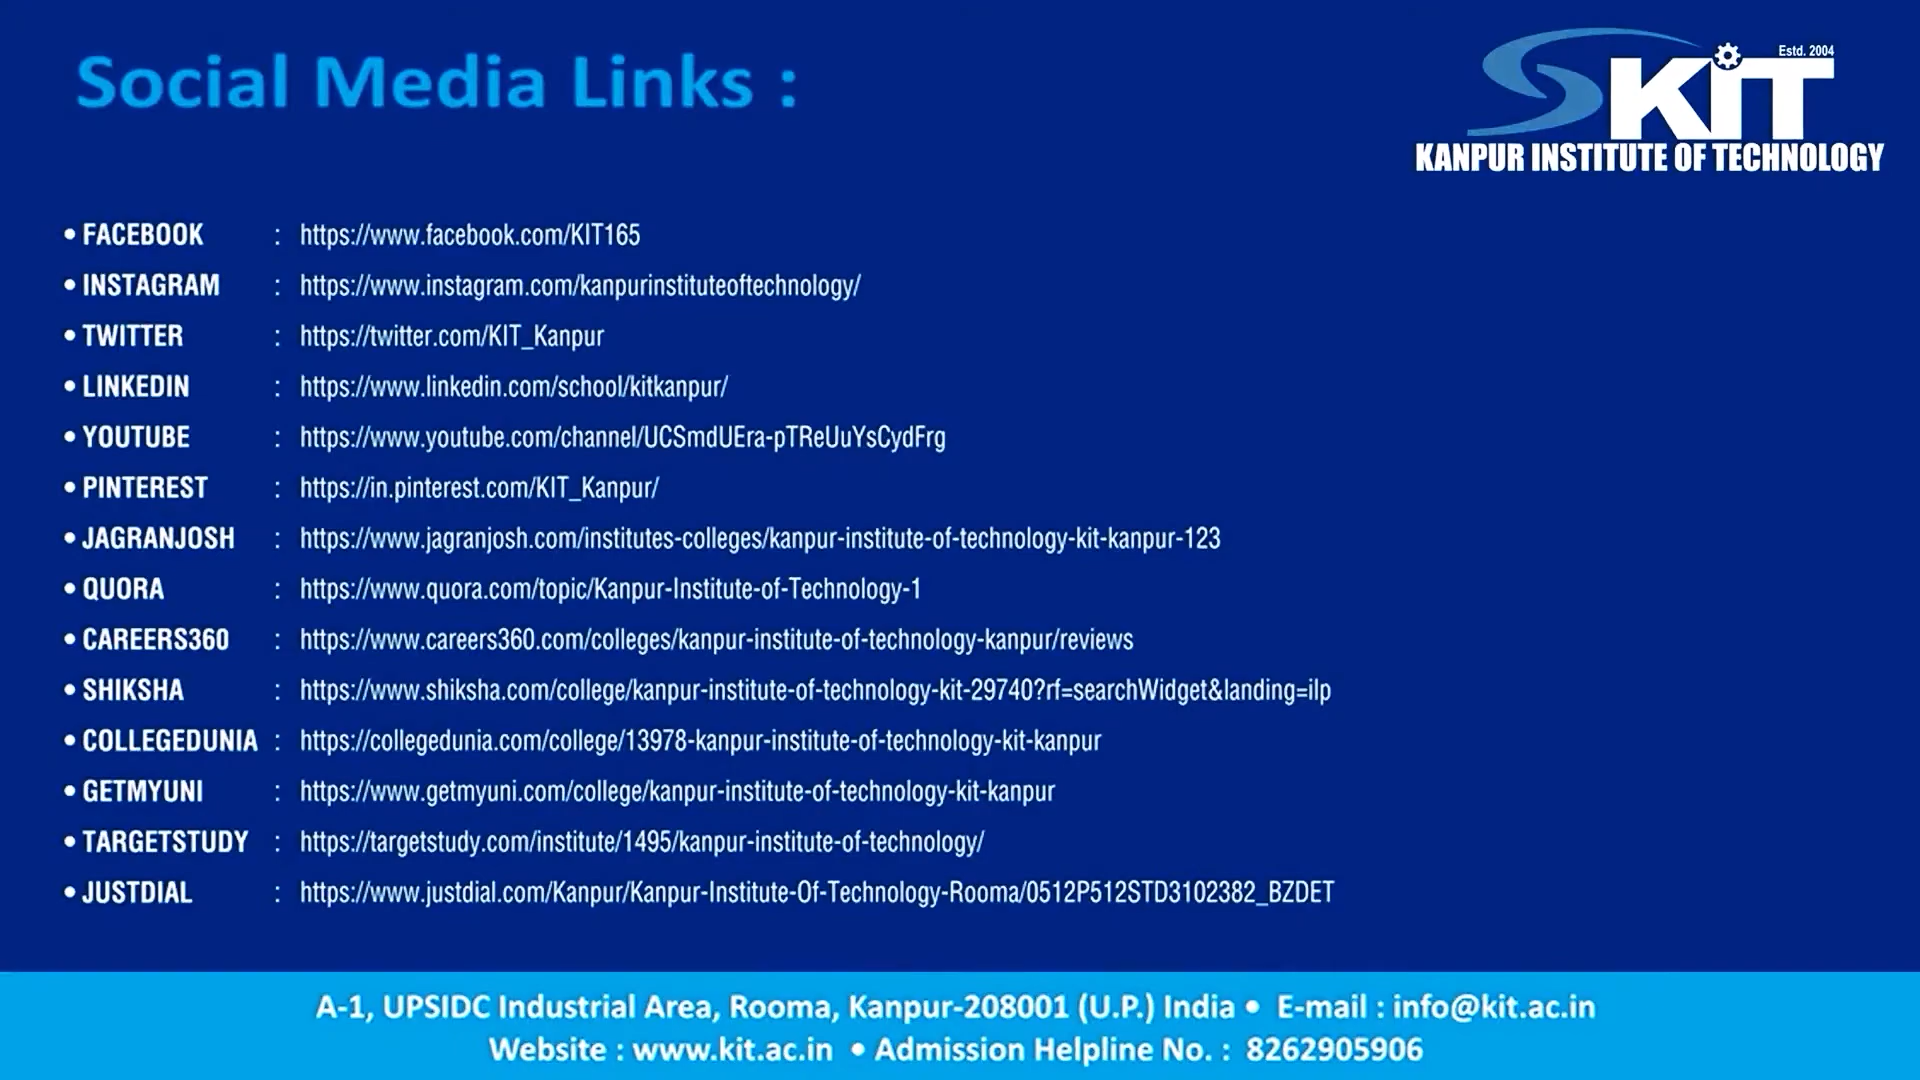 Social Media Links :
Estd. 2004
SKIT
KANPUR INSTITUTE OF TECHNOLOGY
• FACEBOOK : https://www.facebook.com/KIT165
• INSTAGRAM : https://www.instagram.com/kanpurinstituteoftechnology/
• TWITTER : https://twitter.com/KIT_Kanpur
• LINKEDIN : https://www.linkedin.com/school/kitkanpur/
• YOUTUBE : https://www.youtube.com/channel/UCSmdUEra-pTReUuYsCydFrg
• PINTEREST : https://in.pinterest.com/KIT_Kanpur/
• JAGRANJOSH : https://www.jagranjosh.com/institutes-colleges/kanpur-institute-of-technology-kit-kanpur-123
• QUORA : https://www.quora.com/topic/Kanpur-Institute-of-Technology-1
• CAREERS360 : https://www.careers360.com/colleges/kanpur-institute-of-technology-kanpur/reviews
• SHIKSHA : https://www.shiksha.com/college/kanpur-institute-of-technology-kit-29740?rf=searchWidget&landing=ilp
• COLLEGEDUNIA : https://collegedunia.com/college/13978-kanpur-institute-of-technology-kit-kanpur
• GETMYUNI : https://www.getmyuni.com/college/kanpur-institute-of-technology-kit-kanpur
• TARGETSTUDY : https://targetstudy.com/institute/1495/kanpur-institute-of-technology/
• JUSTDIAL : https://www.justdial.com/Kanpur/Kanpur-Institute-Of-Technology-Rooma/0512P512STD3102382_BZDET
A-1, UPSIDC Industrial Area, Rooma, Kanpur-208001 (U.P.) India • E-mail : info@kit.ac.in
Website : www.kit.ac.in • Admission Helpline No. : 8262905906